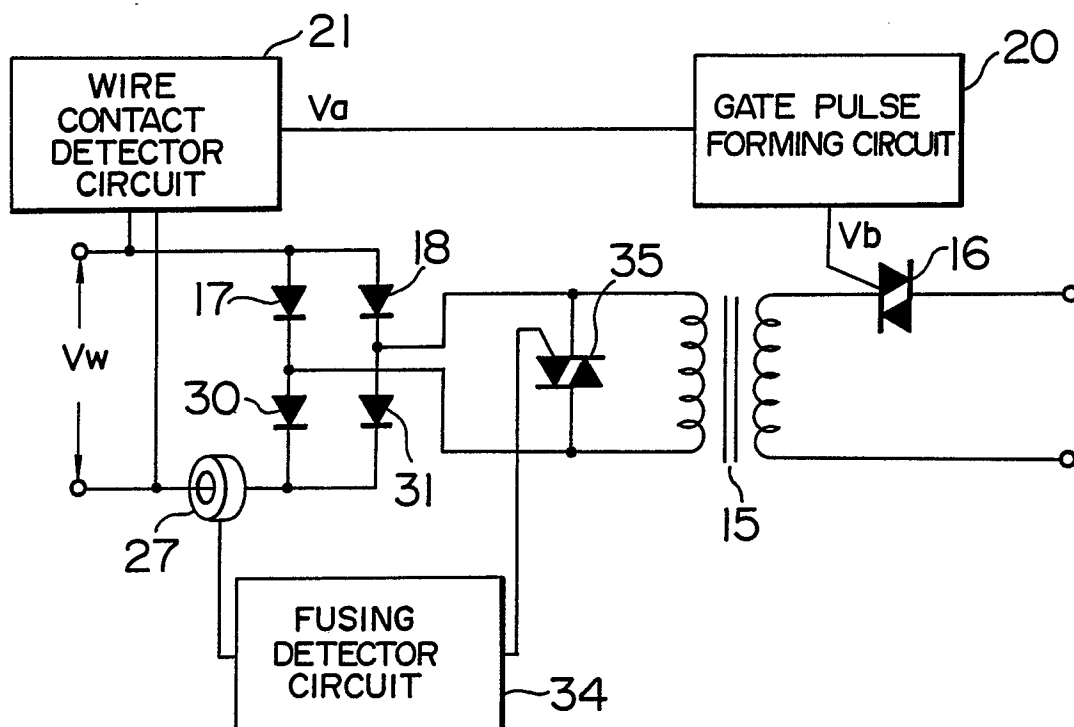 21
WIRE
CONTACT
DETECTOR
CIRCUIT
Va
20
GATE PULSE
FORMING CIRCUIT
Vb
16
17
18
35
Vw
30
31
27
15
FUSING
DETECTOR
CIRCUIT
34